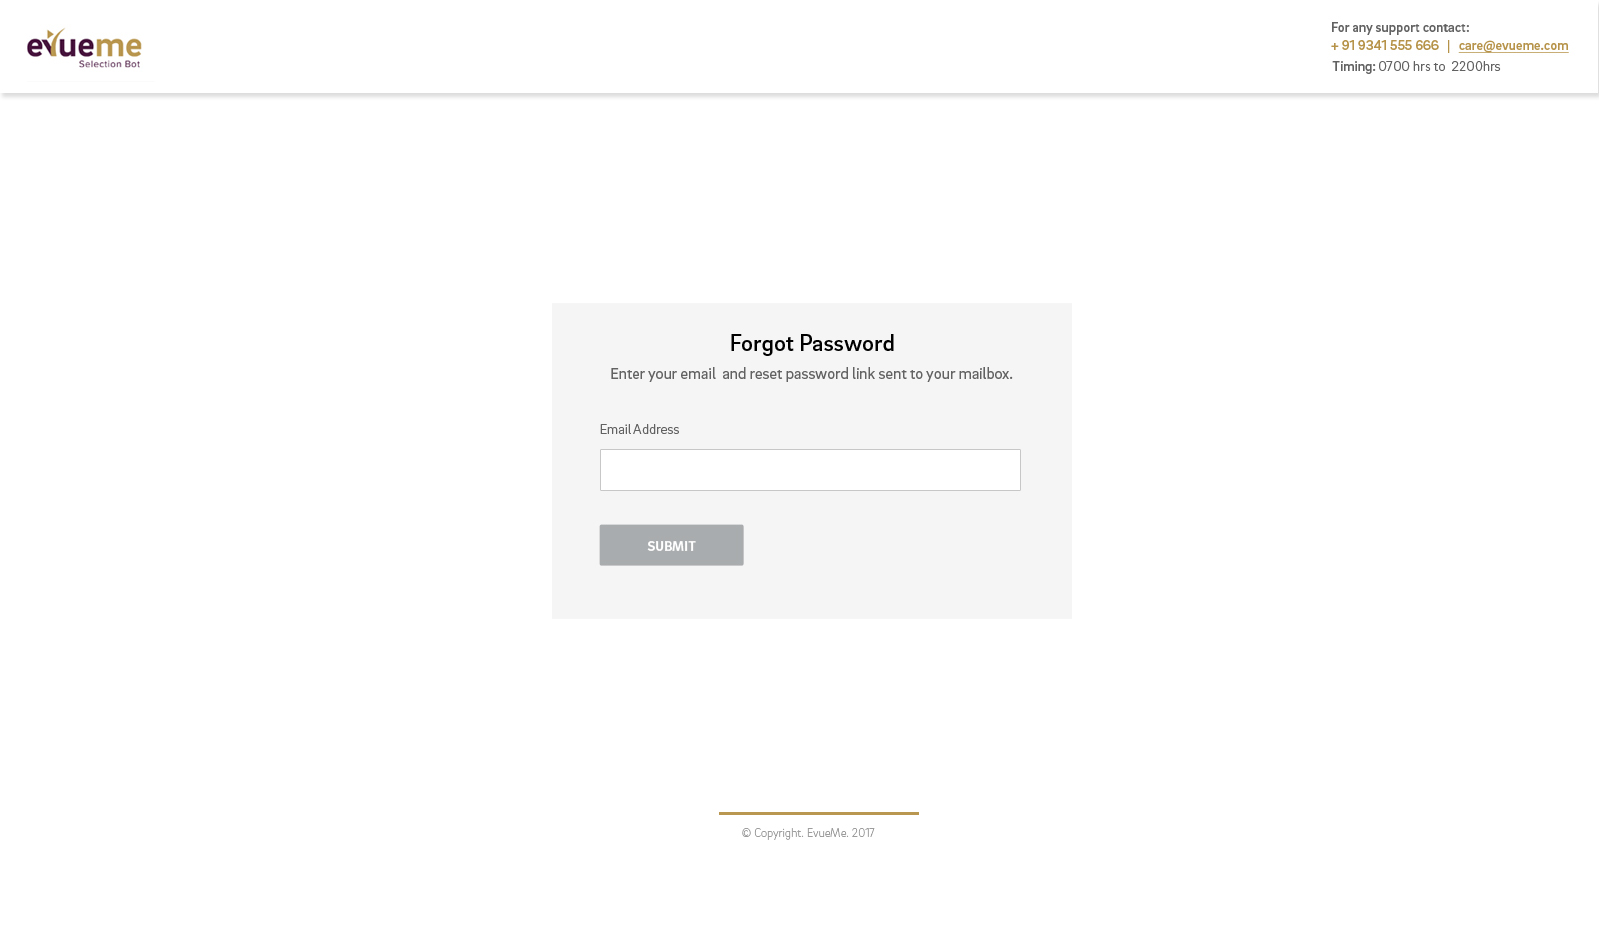 evueme
Selection Bot
For any support contact:
+ 91 9341 555 666 | care@evueme.com
Timing: 0700 hrs to 2200hrs
Forgot Password
Enter your email and reset password link sent to your mailbox.
Email Address
SUBMIT
© Copyright. EvueMe. 2017